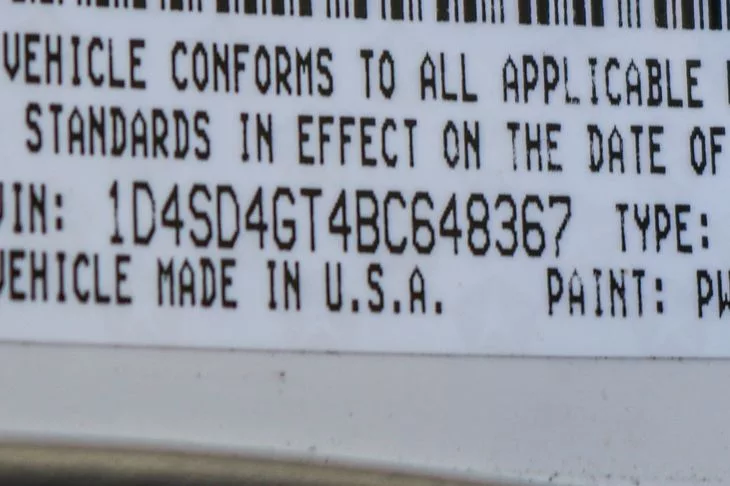 VEHICLE CONFORMS TO ALL APPLICABLE
STANDARDS IN EFFECT ON THE DATE OF
VIN: 1D4SD4GT4BC648367 TYPE:
VEHICLE MADE IN U.S.A. PAINT: PW